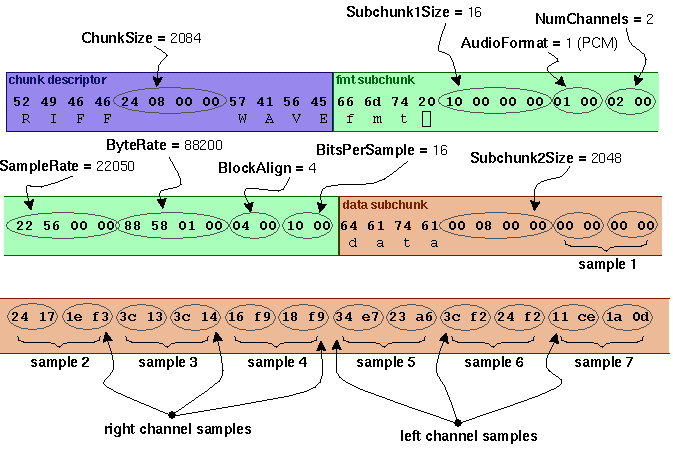 Subchunk1Size = 16
NumChannels = 2
ChunkSize = 2084
AudioFormat = 1 (PCM)
chunk descriptor
fmt subchunk
52 49 46 46 24 08 00 00 57 41 56 45 66 6d 74 20 10 00 00 00 01 00 02 00
R I F F W A V E f m t
ByteRate = 88200
BitsPerSample = 16
SampleRate = 22050
BlockAlign = 4
Subchunk2Size = 2048
data subchunk
22 56 00 00 88 58 01 00 04 00 10 00 64 61 74 61 00 08 00 00 00 00 00 00
d a t a
sample 1
24 17 1e f3 3c 13 3c 14 16 f9 18 f9 34 e7 23 a6 3c f2 24 f2 11 ce 1a 0d
sample 2 sample 3 sample 4 sample 5 sample 6 sample 7
right channel samples
left channel samples